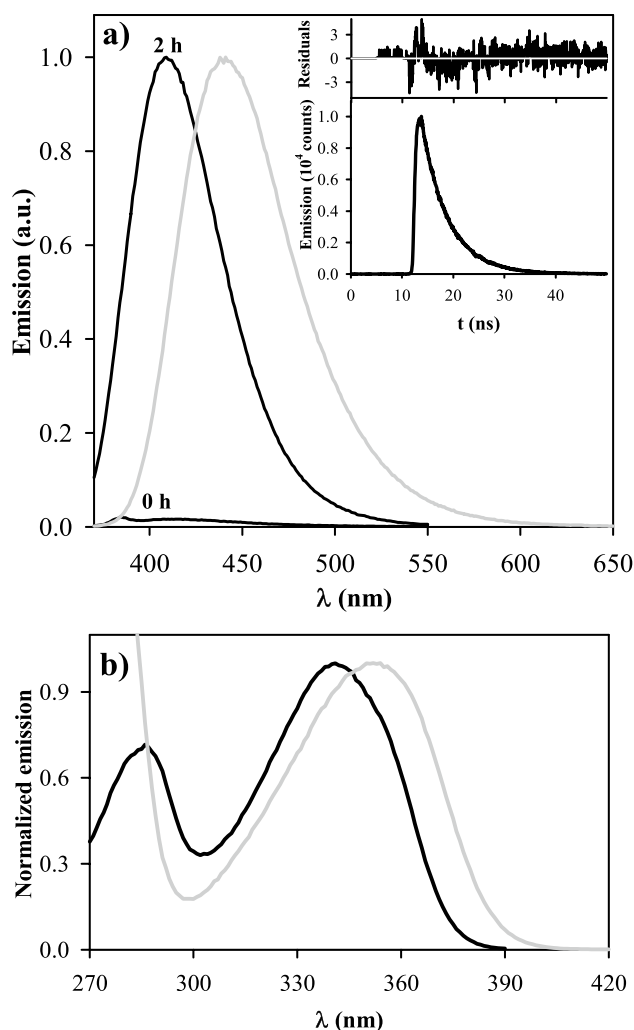 a)
2 h
0 h
Emission (a.u.)
1.0
0.8
0.6
0.4
0.2
0.0
400 450 500 550 600 650
λ (nm)
Residuals
3
0
-3
Emission (10⁴ counts)
1.0
0.8
0.6
0.4
0.2
0.0
0 10 20 30 40
t (ns)
b)
Normalized emission
0.9
0.6
0.3
0.0
270 300 330 360 390 420
λ (nm)